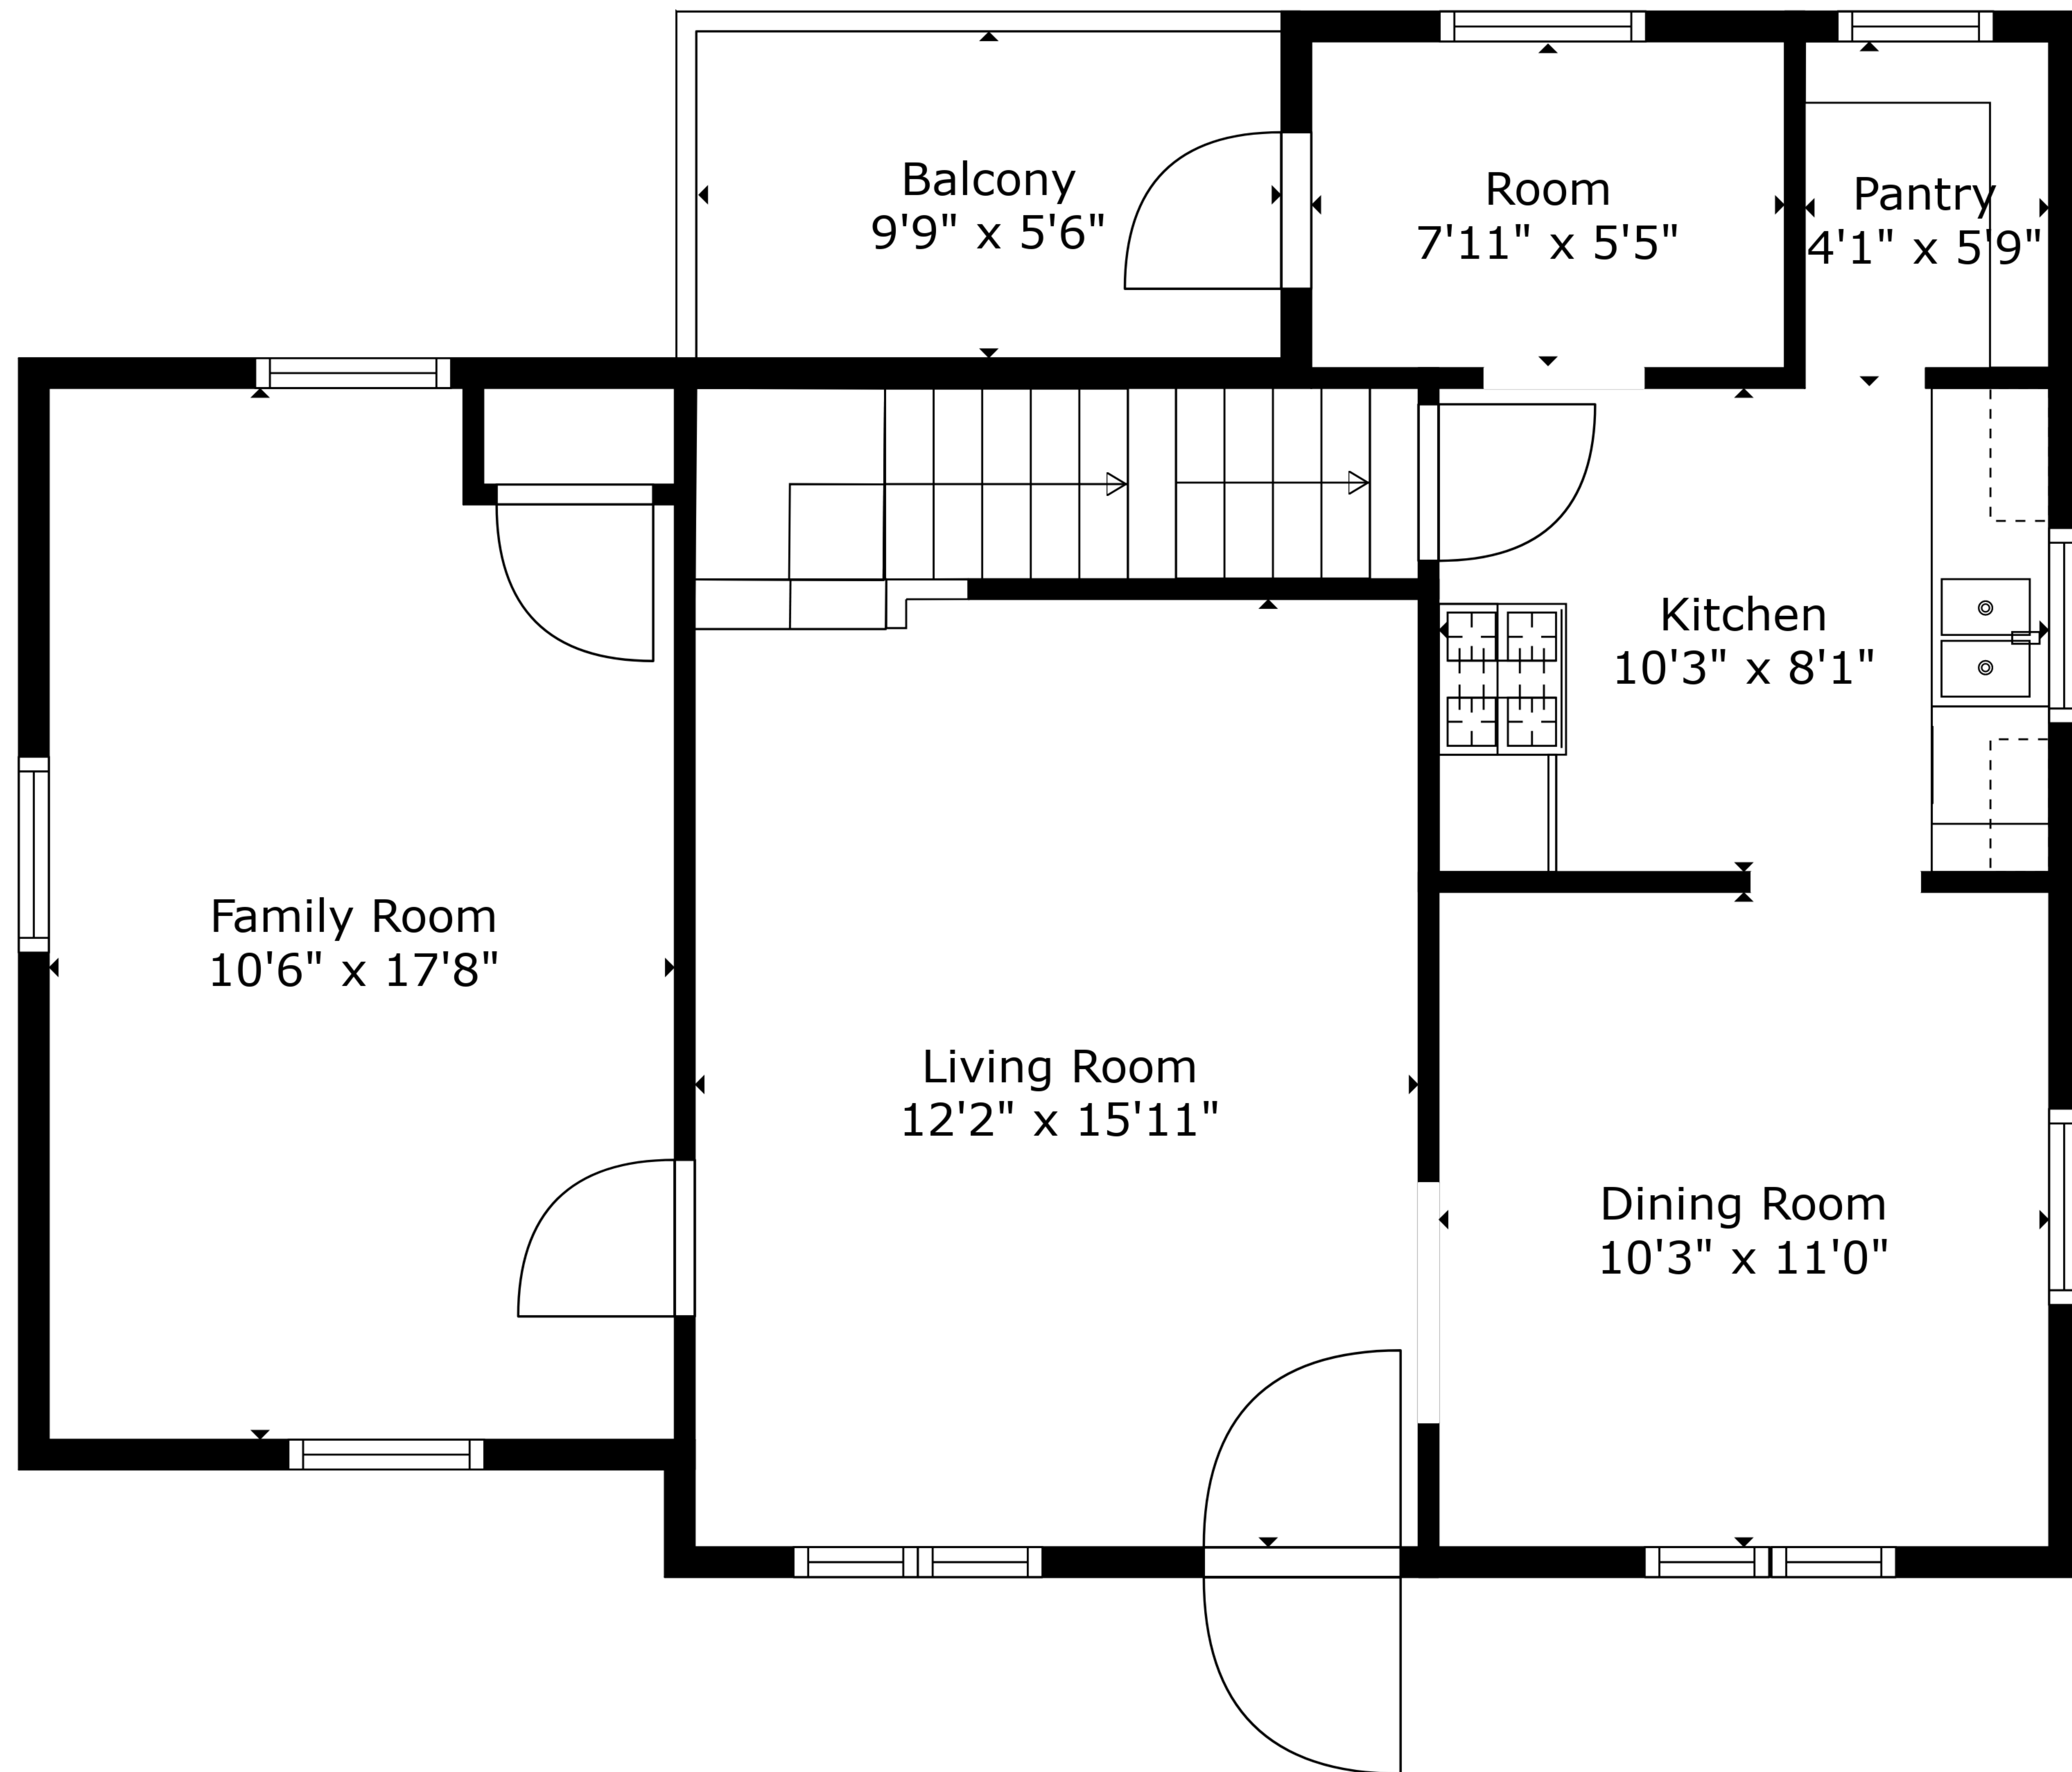 Balcony
9'9" x 5'6"
Room
7'11" x 5'5"
Pantry
4'1" x 5'9"
Kitchen
10'3" x 8'1"
Family Room
10'6" x 17'8"
Living Room
12'2" x 15'11"
Dining Room
10'3" x 11'0"